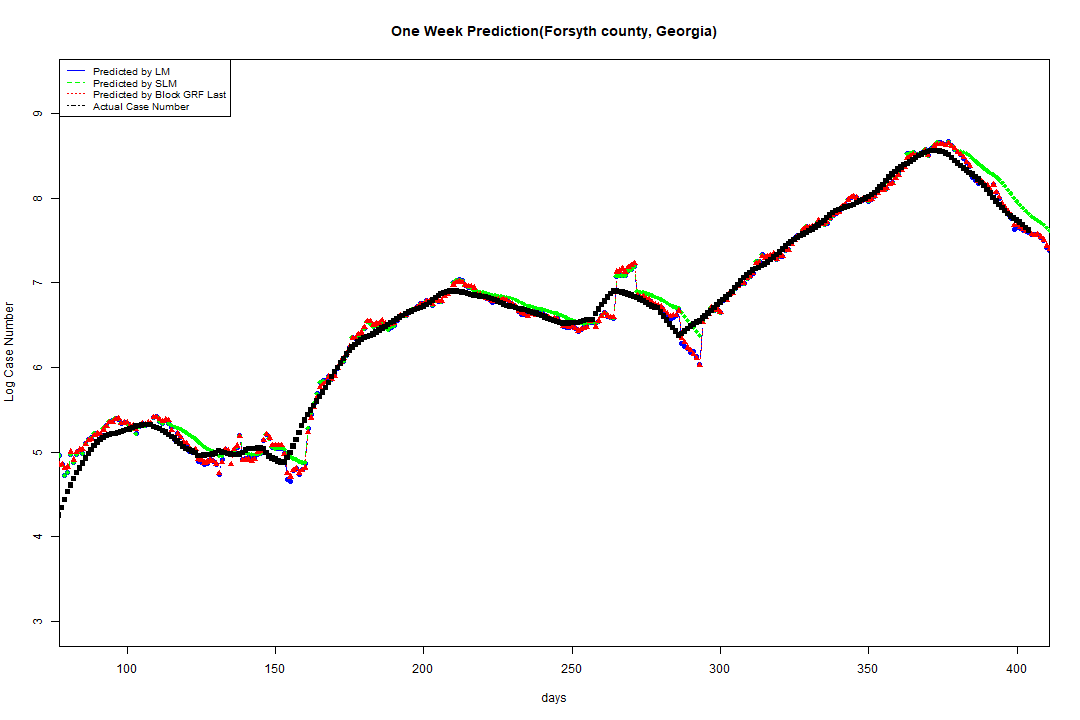 One Week Prediction(Forsyth county, Georgia)
Predicted by LM
Predicted by SLM
Predicted by Block GRF Last
Actual Case Number
9
8
7
6
5
4
3
Log Case Number
100 150 200 250 300 350 400
days